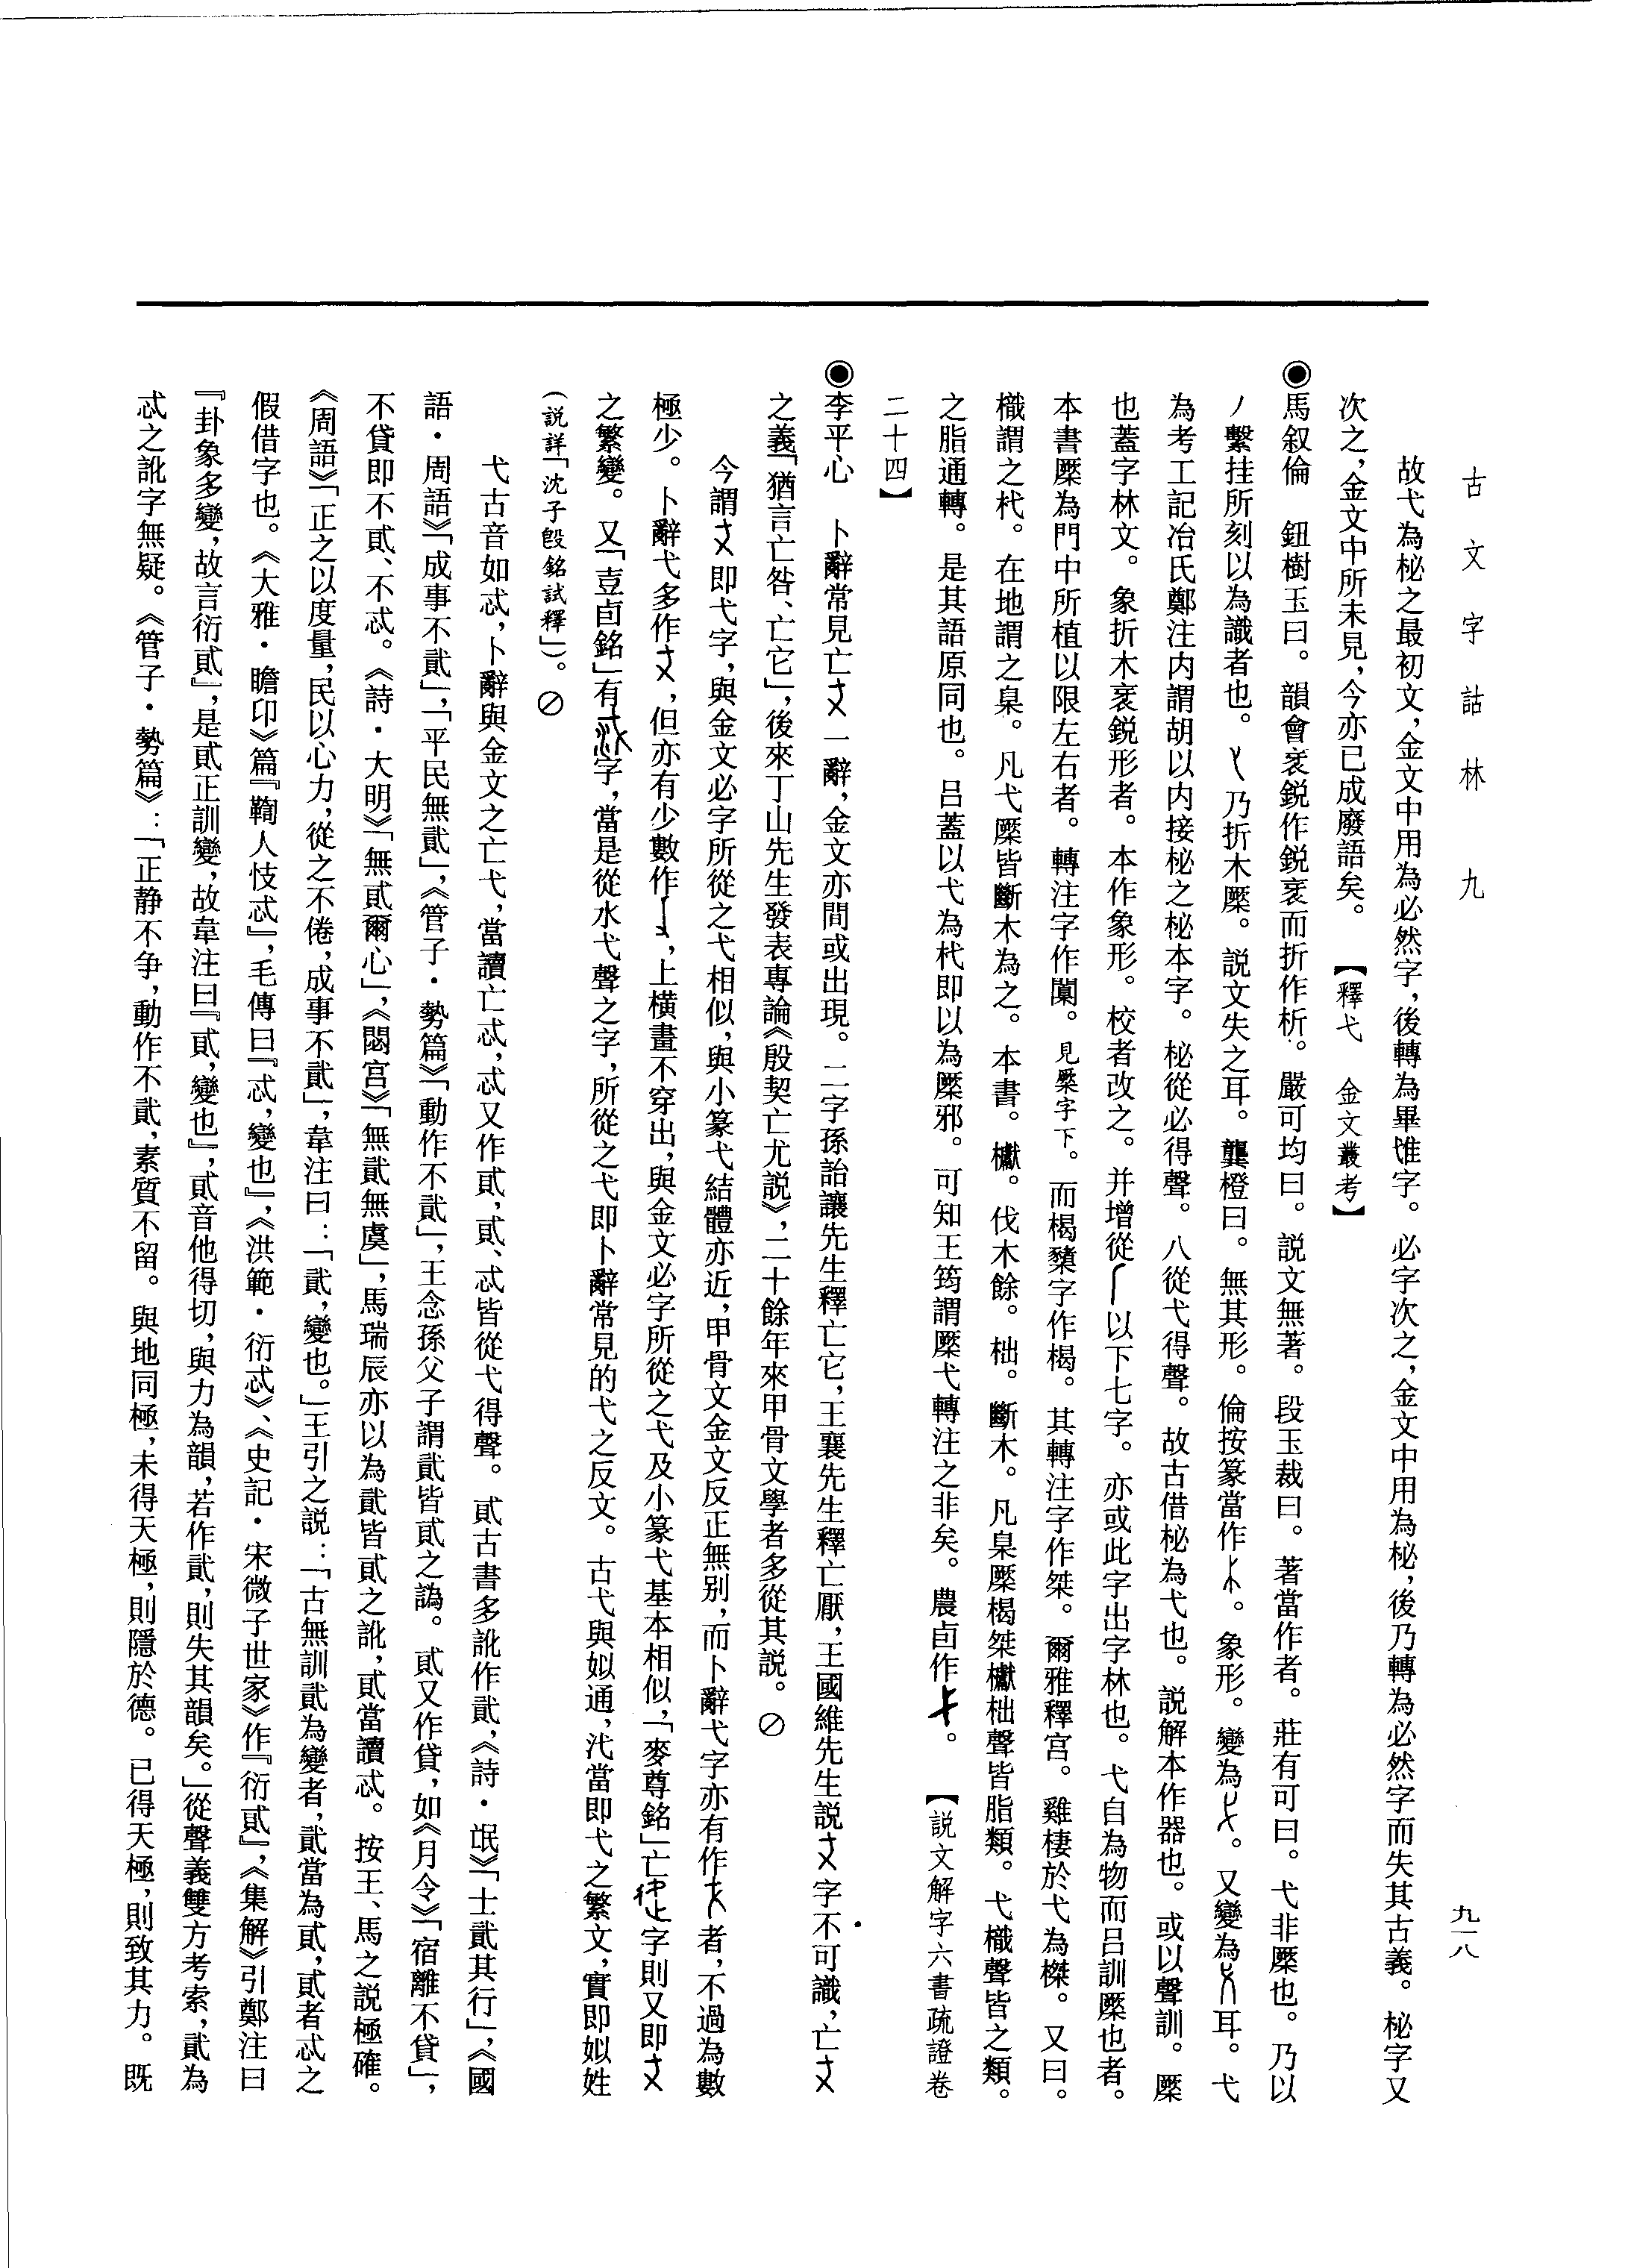 古文字詁林 九
九一八
故弋為柲之最初文，金文中用為必然字，後轉為畢惟字。必字次之，金文中用為柲，後乃轉為必然字而失其古義。柲字又
次之，金文中所未見，今亦已成廢語矣。 【釋弋 金文叢考】
◉馬叙倫 鈕樹玉曰。韻會衺鋭作鋭衺而折作析。嚴可均曰。説文無著。段玉裁曰。著當作者。莊有可曰。弋非橜也。乃以
丿繫挂所刻以為識者也。乃折木橜。説文失之耳。龔橙曰。無其形。倫按篆當作。象形。變為。又變為耳。弋
為考工記冶氏鄭注内謂胡以内接柲之柲本字。柲從必得聲。八從弋得聲。故古借柲為弋也。説解本作器也。或以聲訓。橜
也蓋字林文。象折木衺鋭形者。本作象形。校者改之。并增從以下七字。亦或此字出字林也。弋自為物而吕訓橜也者。
本書橜為門中所植以限左右者。轉注字作闑。見橜字下。而楬櫫字作楬。其轉注字作桀。爾雅釋宫。雞棲於弋為榤。又曰。
樴謂之杙。在地謂之臬。凡弋橜皆斷木為之。本書。櫱。伐木餘。柮。斷木。凡臬橜楬桀櫱柮聲皆脂類。弋樴聲皆之類。
之脂通轉。是其語原同也。吕蓋以弋為杙即以為橜邪。可知王筠謂橜弋轉注之非矣。農卣作。 【説文解字六書疏證卷
二十四】
◉李平心 卜辭常見亡一辭，金文亦間或出現。二字孫詒讓先生釋亡它，王襄先生釋亡厭，王國維先生説字不可識，亡
之義「猶言亡咎、亡它」，後來丁山先生發表專論《殷契亡尤説》，二十餘年來甲骨文學者多從其説。⊘
今謂即弋字，與金文必字所從之弋相似，與小篆弋結體亦近，甲骨文金文反正無别，而卜辭弋字亦有作者，不過為數
極少。卜辭弋多作，但亦有少數作，上横畫不穿出，與金文必字所從之弋及小篆弋基本相似，「麥尊銘」亡字則又即
之繁變。又「壴卣銘」有字，當是從水弋聲之字，所從之弋即卜辭常見的弋之反文。古弋與姒通，汱當即弋之繁文，實即姒姓
（説詳「沈子𣪘銘試釋」）。⊘
弋古音如忒，卜辭與金文之亡弋，當讀亡忒，忒又作貣，貣、忒皆從弋得聲。貣古書多訛作貳，《詩·氓》「士貳其行」，《國
語·周語》「成事不貳」，「平民無貳」，《管子·勢篇》「動作不貳」，王念孫父子謂貳皆貣之譌。貣又作貸，如《月令》「宿離不貸」，
不貸即不貣、不忒。《詩·大明》「無貳爾心」，《閟宫》「無貳無虞」，馬瑞辰亦以為貳皆貣之訛，貣當讀忒。按王、馬之説極確。
《周語》「正之以度量，民以心力，從之不倦，成事不貳」，韋注曰：「貳，變也。」王引之説：「古無訓貳為變者，貳當為貣，貣者忒之
假借字也。《大雅·瞻卬》篇『鞫人忮忒』，毛傳曰『忒，變也』，《洪範·衍忒》、《史記·宋微子世家》作『衍貣』，《集解》引鄭注曰
『卦象多變，故言衍貣』，是貣正訓變，故韋注曰『貣，變也』，貣音他得切，與力為韻，若作貳，則失其韻矣。」從聲義雙方考索，貳為
忒之訛字無疑。《管子·勢篇》：「正静不争，動作不貳，素質不留。與地同極，未得天極，則隱於德。已得天極，則致其力。既